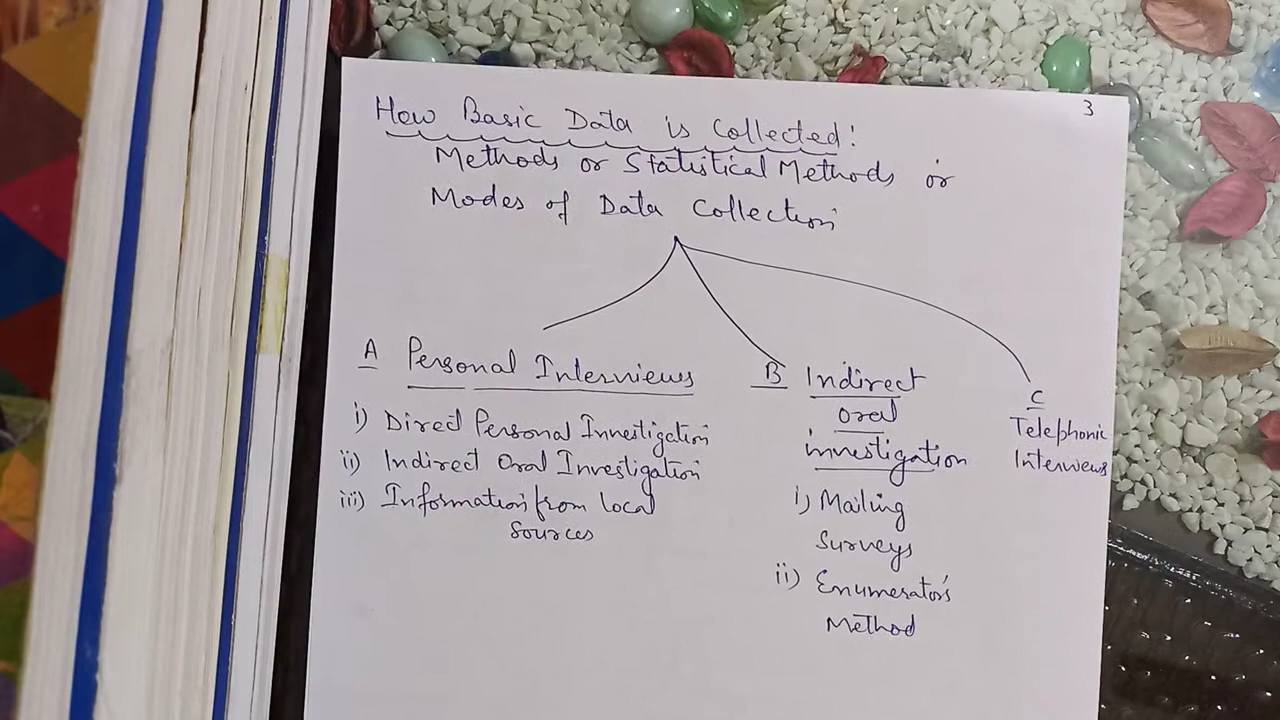 3
How Basic Data is Collected:
Methods or Statistical Methods or
Modes of Data Collection
A Personal Interviews
i) Direct Personal Investigation
ii) Indirect Oral Investigation
iii) Information from Local
Sources
B Indirect
oral
investigation
i) Mailing
Surveys
ii) Enumerator's
Method
C
Telephonic
Interviews